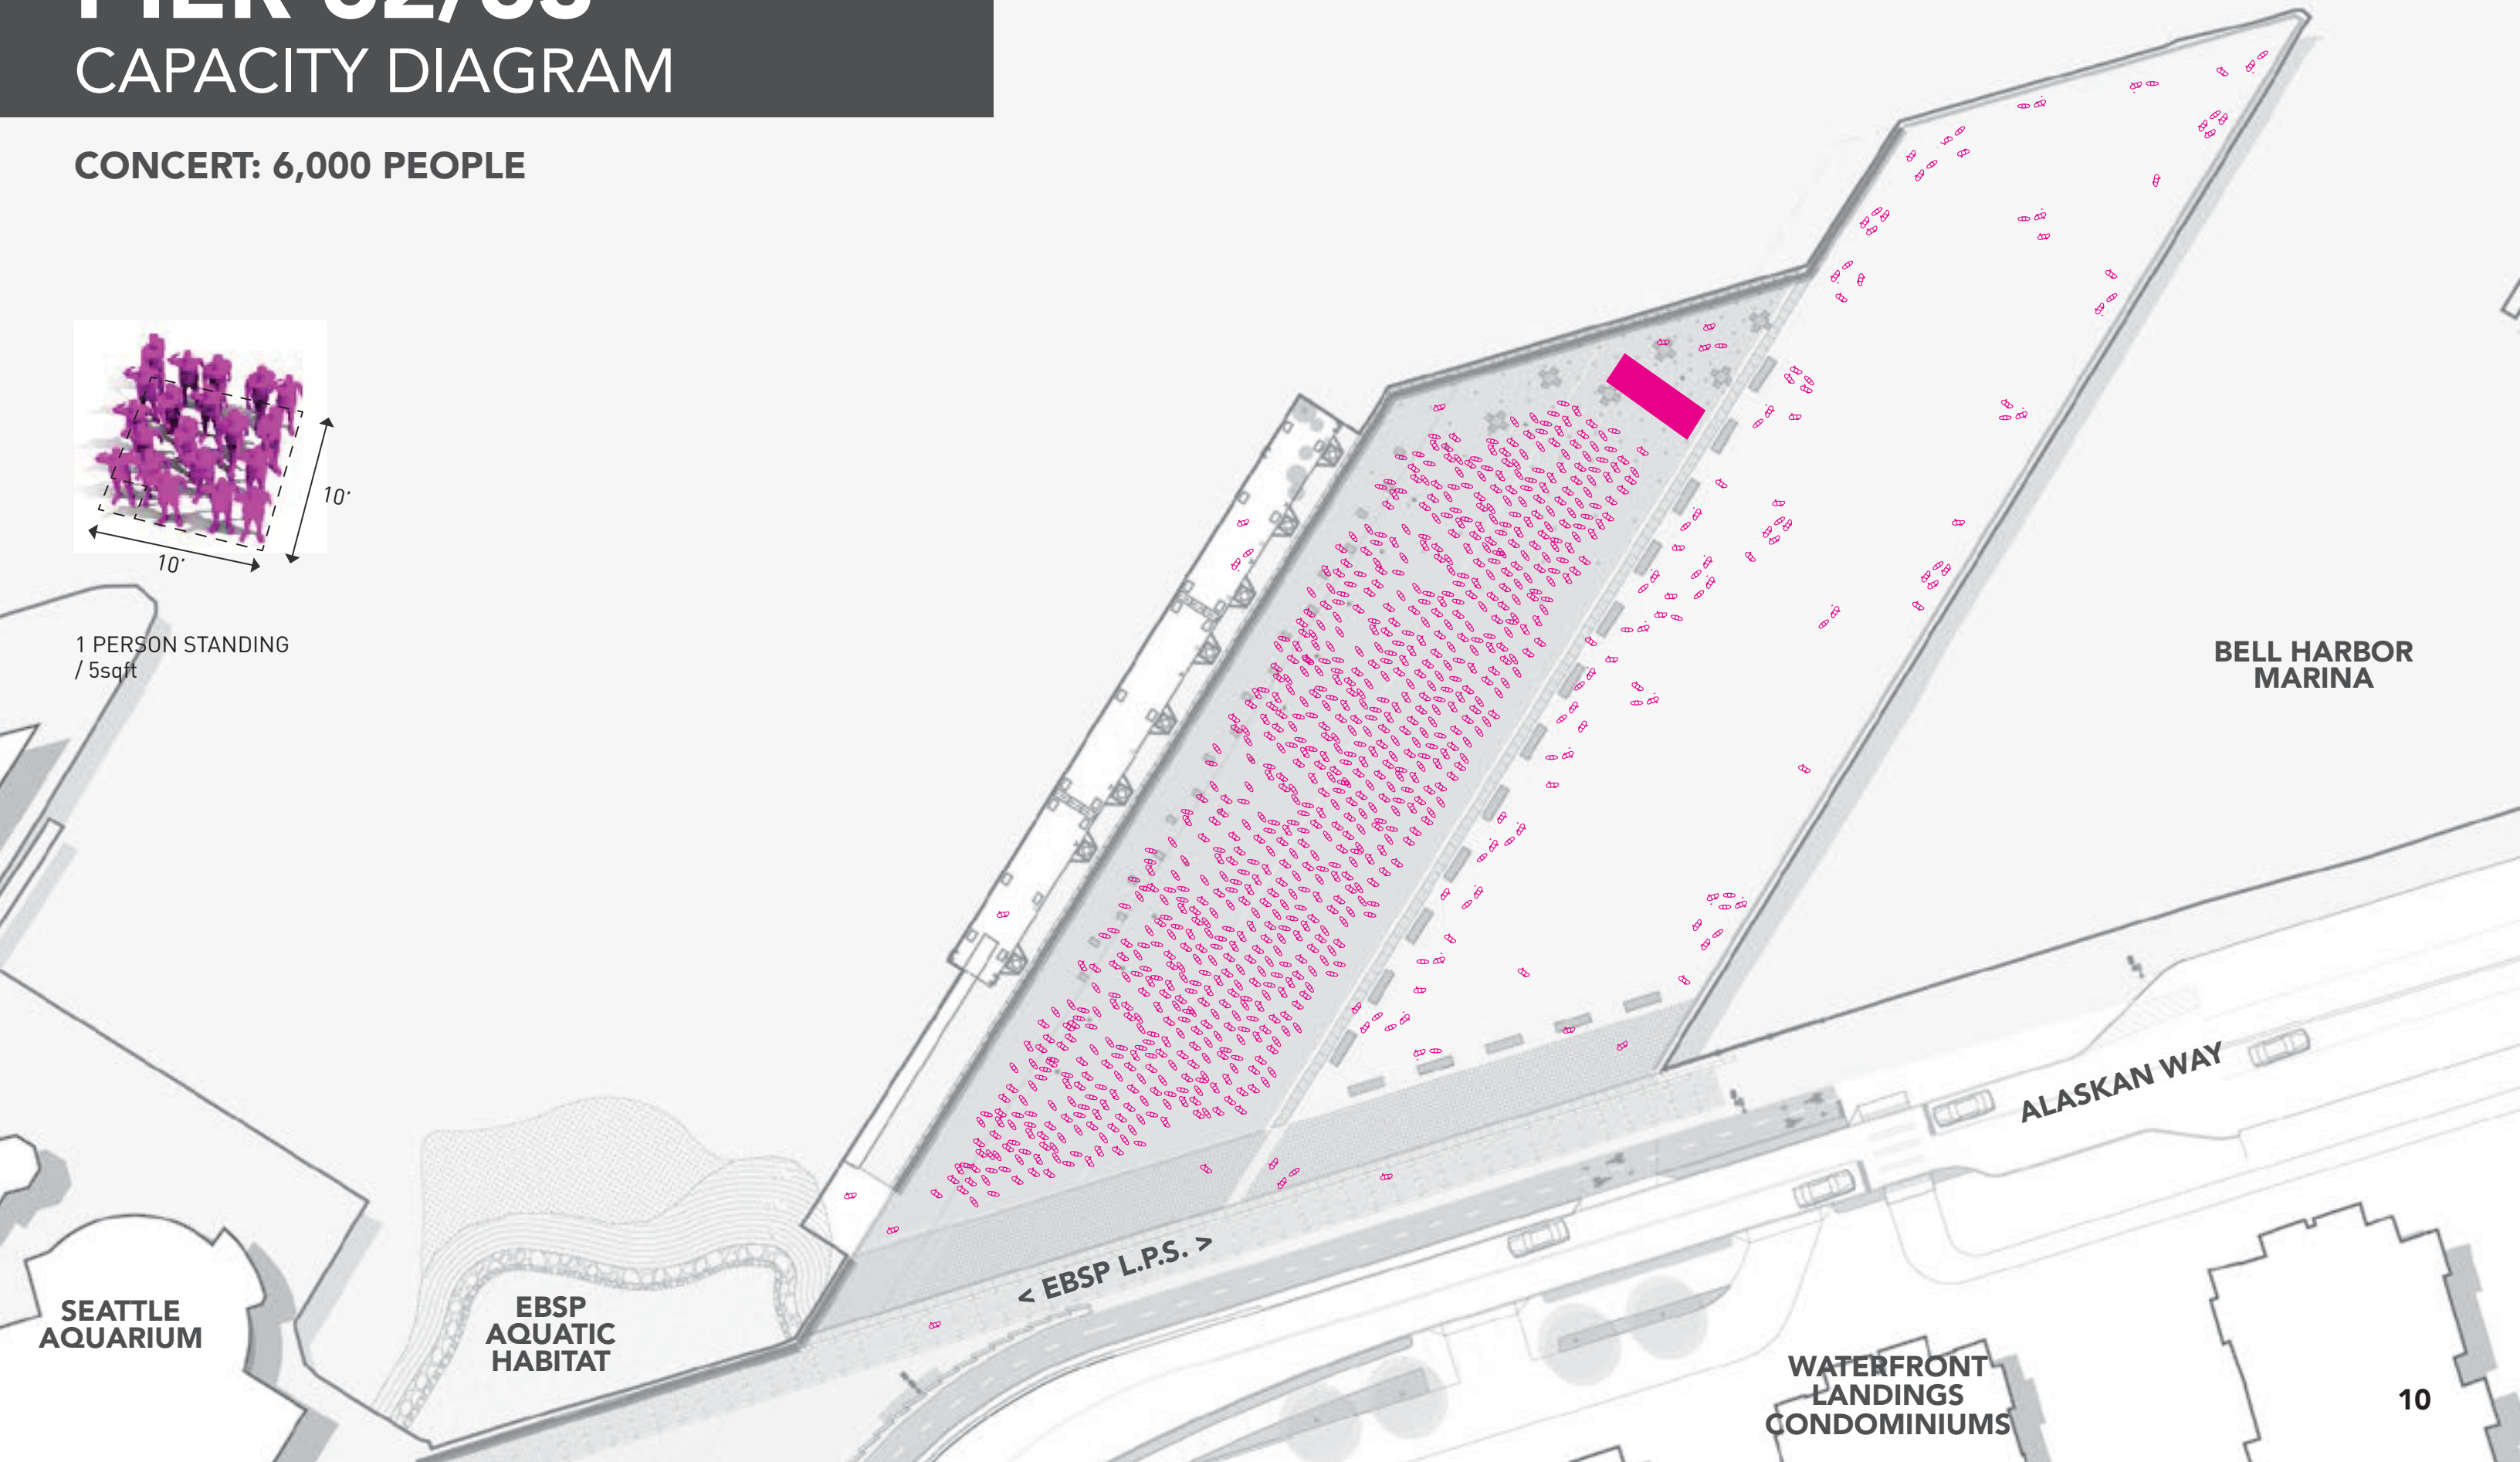 CAPACITY DIAGRAM
CONCERT: 6,000 PEOPLE
10'
10'
1 PERSON STANDING
/ 5sqft
BELL HARBOR
MARINA
ALASKAN WAY
< EBSP L.P.S. >
SEATTLE
AQUARIUM
EBSP
AQUATIC
HABITAT
WATERFRONT
LANDINGS
CONDOMINIUMS
10